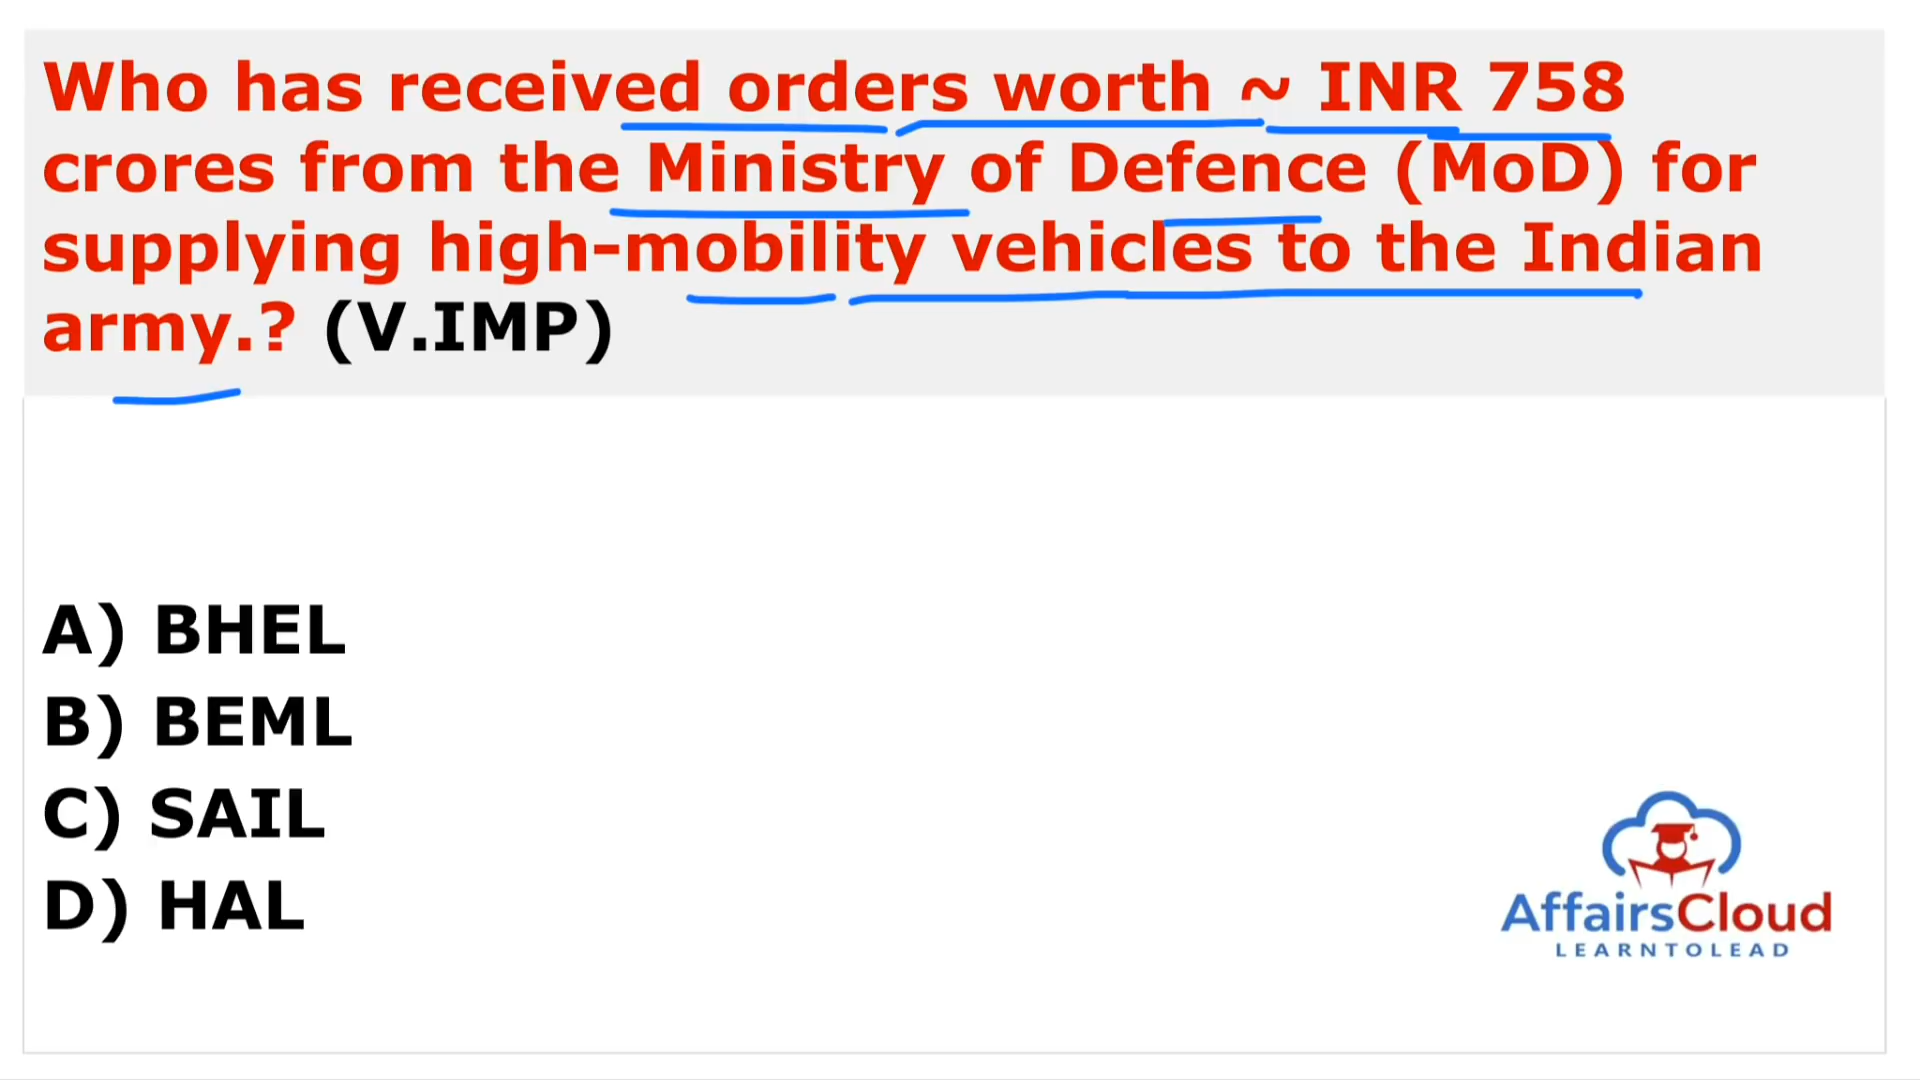 Who has received orders worth ~ INR 758
crores from the Ministry of Defence (MoD) for
supplying high-mobility vehicles to the Indian
army.? (V.IMP)
A) BHEL
B) BEML
C) SAIL
D) HAL
AffairsCloud
LEARNTOLEAD